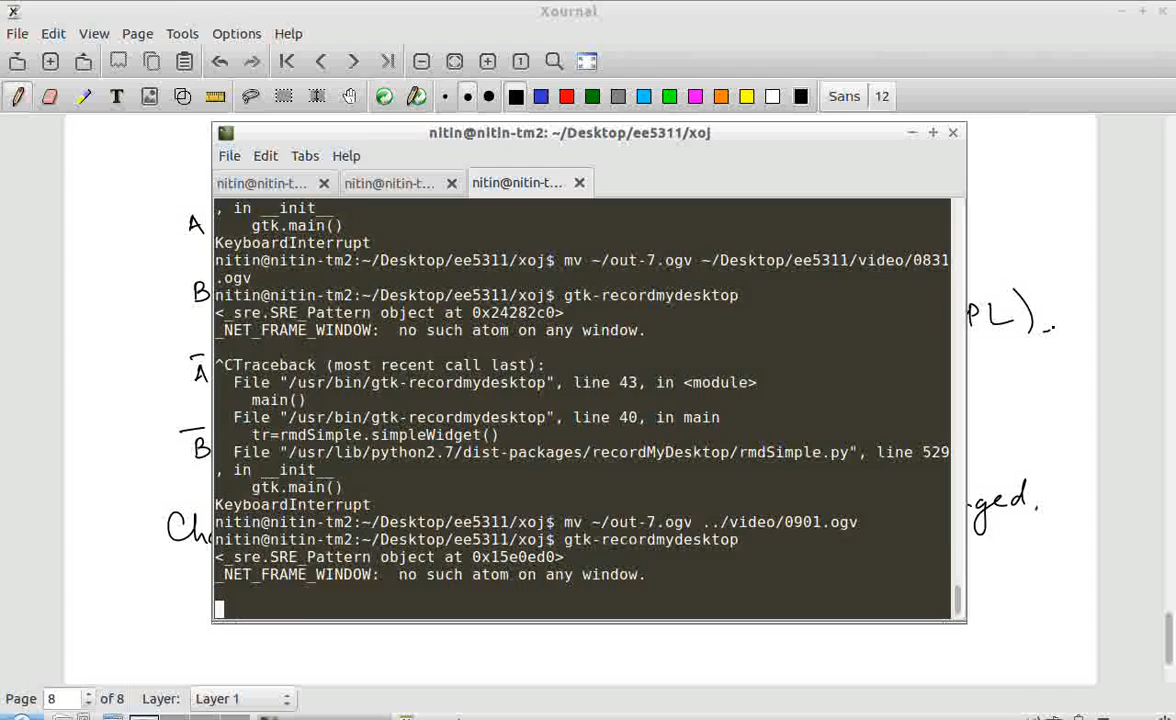 Xournal
File Edit View Page Tools Options Help
Sans 12
nitin@nitin-tm2: ~/Desktop/ee5311/xoj
File Edit Tabs Help
nitin@nitin-t... nitin@nitin-t... nitin@nitin-t...
, in __init__
gtk.main()
KeyboardInterrupt
nitin@nitin-tm2:~/Desktop/ee5311/xoj$ mv ~/out-7.ogv ~/Desktop/ee5311/video/0831
.ogv
nitin@nitin-tm2:~/Desktop/ee5311/xoj$ gtk-recordmydesktop
<_sre.SRE_Pattern object at 0x24282c0>
_NET_FRAME_WINDOW:  no such atom on any window.
^CTraceback (most recent call last):
File "/usr/bin/gtk-recordmydesktop", line 43, in <module>
main()
File "/usr/bin/gtk-recordmydesktop", line 40, in main
tr=rmdSimple.simpleWidget()
File "/usr/lib/python2.7/dist-packages/recordMyDesktop/rmdSimple.py", line 529
, in __init__
gtk.main()
KeyboardInterrupt
nitin@nitin-tm2:~/Desktop/ee5311/xoj$ mv ~/out-7.ogv ../video/0901.ogv
nitin@nitin-tm2:~/Desktop/ee5311/xoj$ gtk-recordmydesktop
<_sre.SRE_Pattern object at 0x15e0ed0>
_NET_FRAME_WINDOW:  no such atom on any window.
A
B
PL).
A̅
B̅
Page 8 of 8 Layer: Layer 1